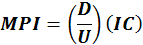 MPI = (D/U) (IC)